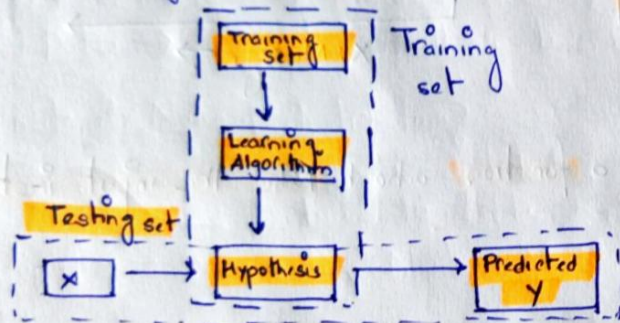 Training
set
Training
set
Learning
Algorithm
Testing set
x
Hypothesis
Predicted
y